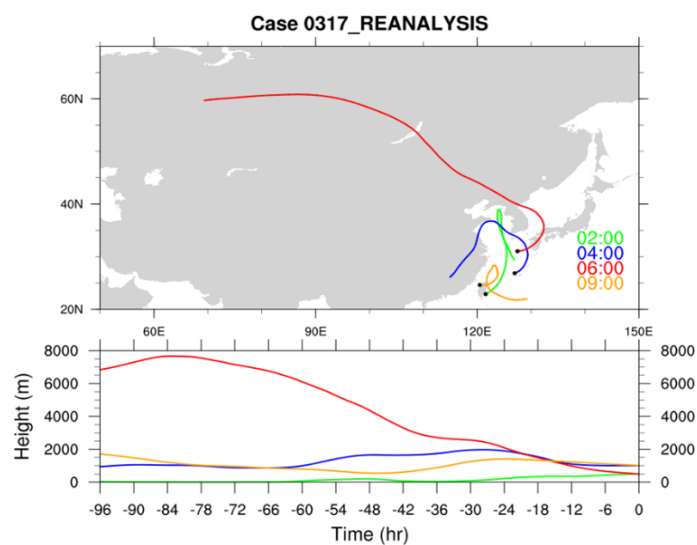 Case 0317_REANALYSIS
60N
40N
20N
02:00
04:00
06:00
09:00
60E 90E 120E 150E
8000 8000
6000 6000
4000 4000
2000 2000
0 0
Height (m)
-96 -90 -84 -78 -72 -66 -60 -54 -48 -42 -36 -30 -24 -18 -12 -6 0
Time (hr)